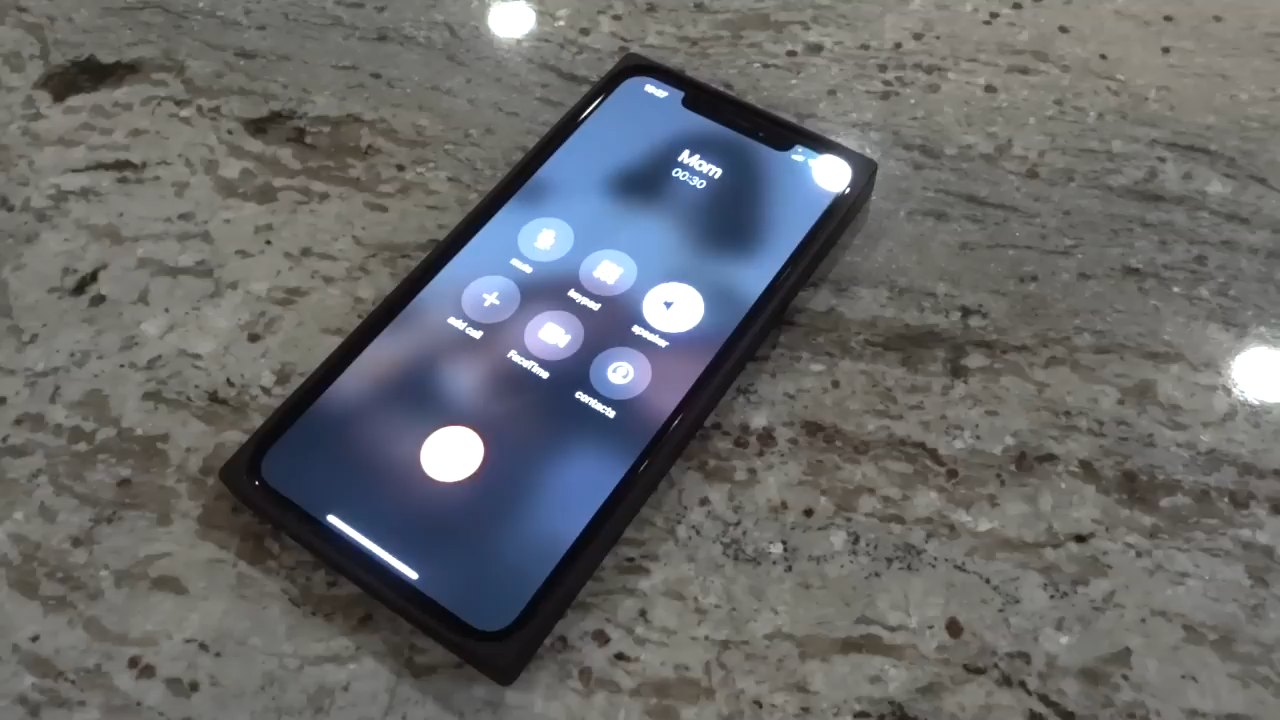 Mom
00:30
mute
keypad
speaker
add call
FaceTime
contacts